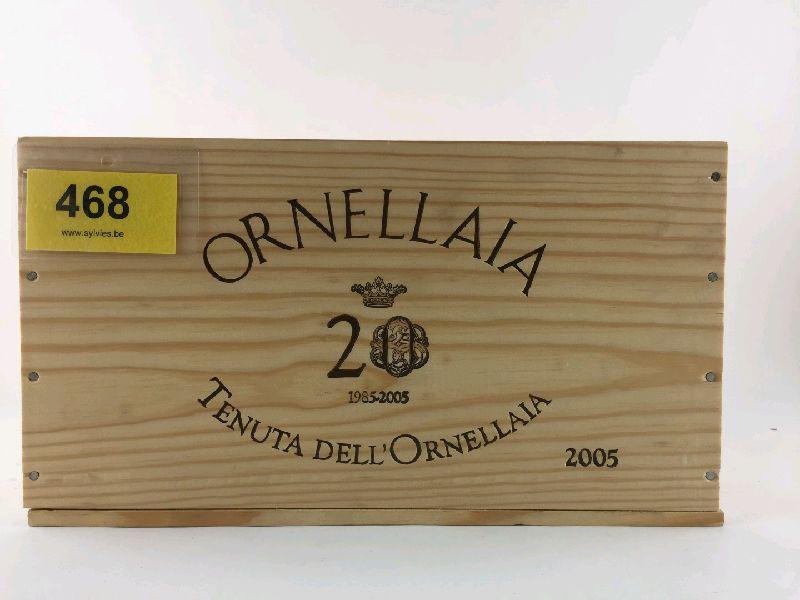 468
www.sylvies.be
ORNELLAIA
20
1985-2005
TENUTA DELL'ORNELLAIA
2005